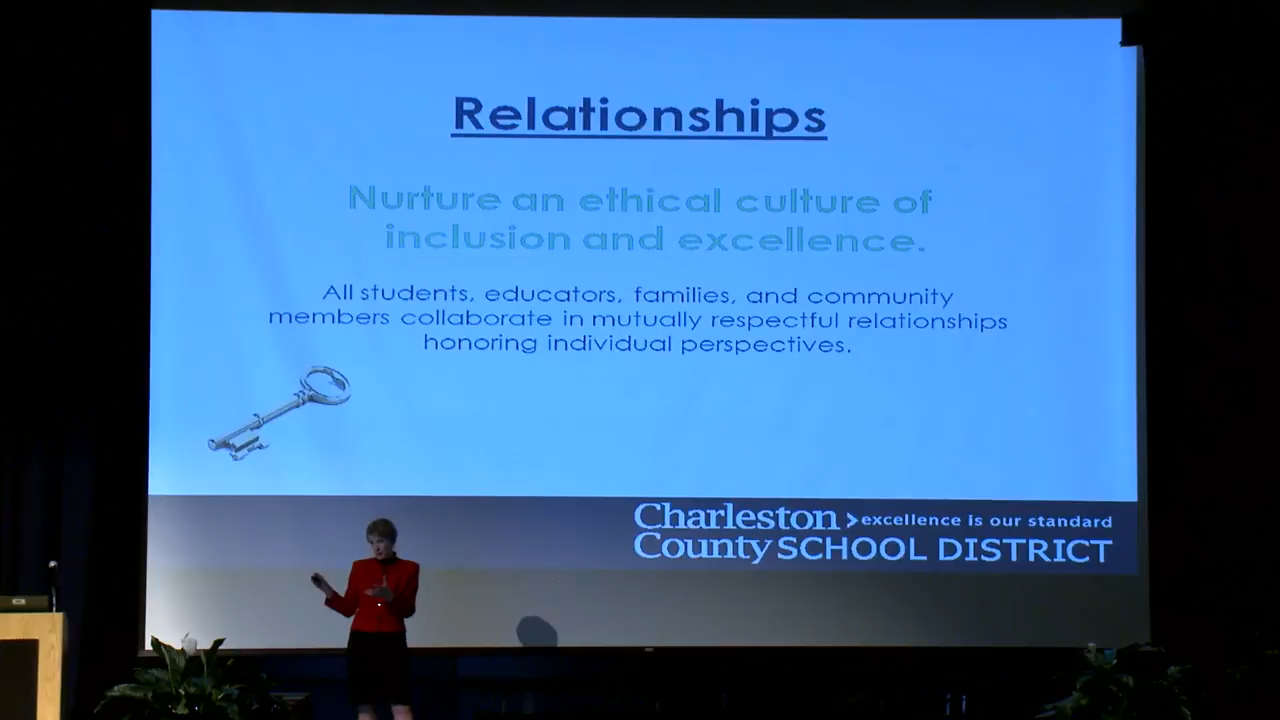 Relationships
Nurture an ethical culture of
inclusion and excellence.
All students, educators, families, and community
members collaborate in mutually respectful relationships
honoring individual perspectives.
Charleston >excellence is our standard
County SCHOOL DISTRICT